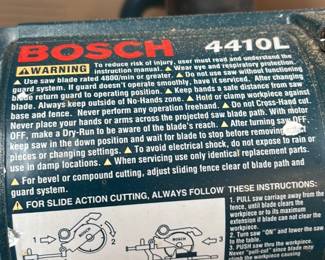 BOSCH 4410L
WARNING To reduce risk of injury, user must read and understand
instruction manual. ▲ Wear eye and respiratory protection.
▲ Use saw blade rated 4800/min or greater. ▲ Do not use saw without functioning
guard system. If guard doesn't operate smoothly, have it serviced. After changing
blade return guard to operating position. ▲ Keep hands a safe distance from saw
blade. Always keep outside of No-Hands zone. ▲ Hold or clamp workpiece against
base and fence. Never perform any operation freehand. ▲ Do not Cross-Hand cut
Never place your hands or arms across the projected saw blade path. With motor
OFF, make a Dry-Run to be aware of the blade's reach. ▲ After turning saw OFF,
keep saw in the down position and wait for blade to stop before removing
pieces or changing settings. ▲ To avoid electrical shock, do not expose to rain or
use in damp locations. ▲ When servicing use only identical replacement parts.
▲ For bevel or compound cutting, adjust sliding fence clear of blade path and
guard system.
▲ FOR SLIDE ACTION CUTTING, ALWAYS FOLLOW THESE INSTRUCTIONS:
1. PULL saw carriage away from the
fence, until blade clears the
workpiece or to its maximum
extension if blade can not clear the
workpiece.
2. Turn saw "ON" and lower the saw
to table.
3. PUSH saw thru the workpiece.
Never "pull-cut" since blade may
climb the workpiece causing